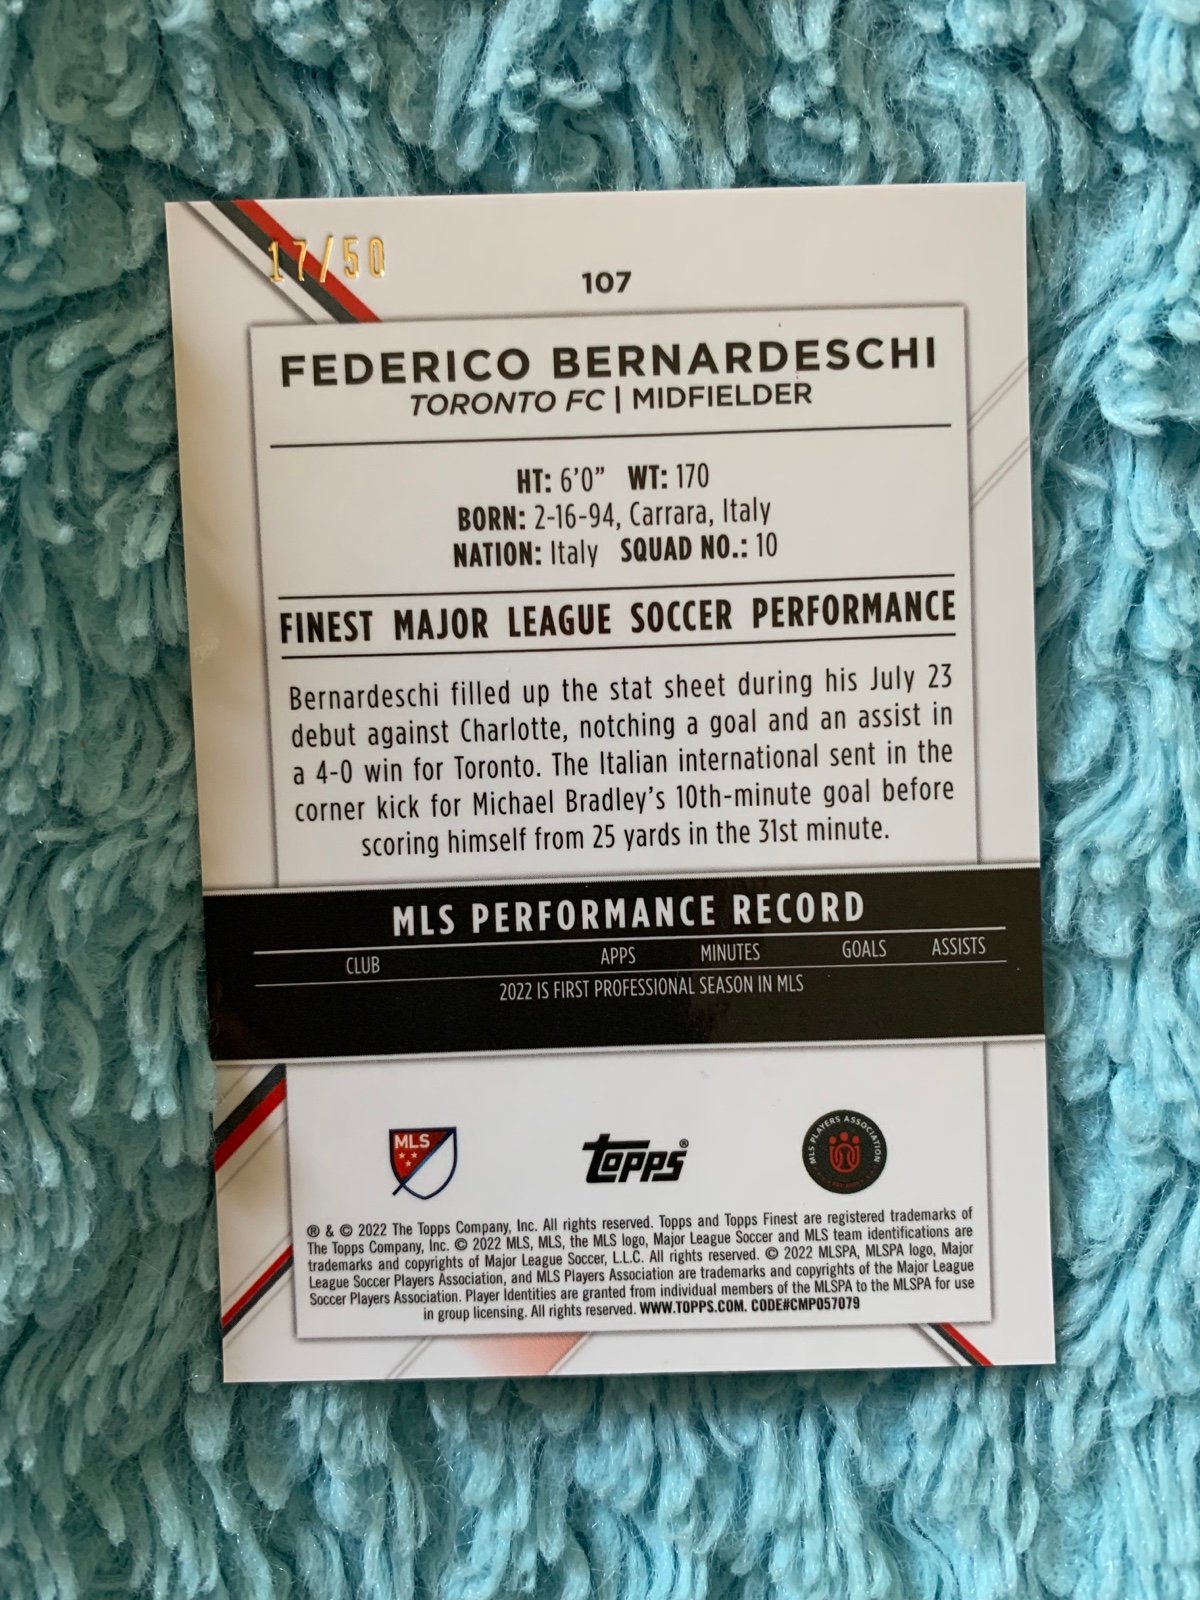 17/50
107
FEDERICO BERNARDESCHI
TORONTO FC | MIDFIELDER
HT: 6'0" WT: 170
BORN: 2-16-94, Carrara, Italy
NATION: Italy SQUAD NO.: 10
FINEST MAJOR LEAGUE SOCCER PERFORMANCE
Bernardeschi filled up the stat sheet during his July 23
debut against Charlotte, notching a goal and an assist in
a 4-0 win for Toronto. The Italian international sent in the
corner kick for Michael Bradley's 10th-minute goal before
scoring himself from 25 yards in the 31st minute.
MLS PERFORMANCE RECORD
CLUB APPS MINUTES GOALS ASSISTS
2022 IS FIRST PROFESSIONAL SEASON IN MLS
MLS
topps®
MLS PLAYERS ASSOCIATION
® & © 2022 The Topps Company, Inc. All rights reserved. Topps and Topps Finest are registered trademarks of
The Topps Company, Inc. © 2022 MLS, MLS, the MLS logo, Major League Soccer and MLS team identifications are
trademarks and copyrights of Major League Soccer, L.L.C. All rights reserved. © 2022 MLSPA, MLSPA logo, Major
League Soccer Players Association, and MLS Players Association are trademarks and copyrights of the Major League
Soccer Players Association. Player Identities are granted from individual members of the MLSPA to the MLSPA for use
in group licensing. All rights reserved. WWW.TOPPS.COM. CODE#CMP057079